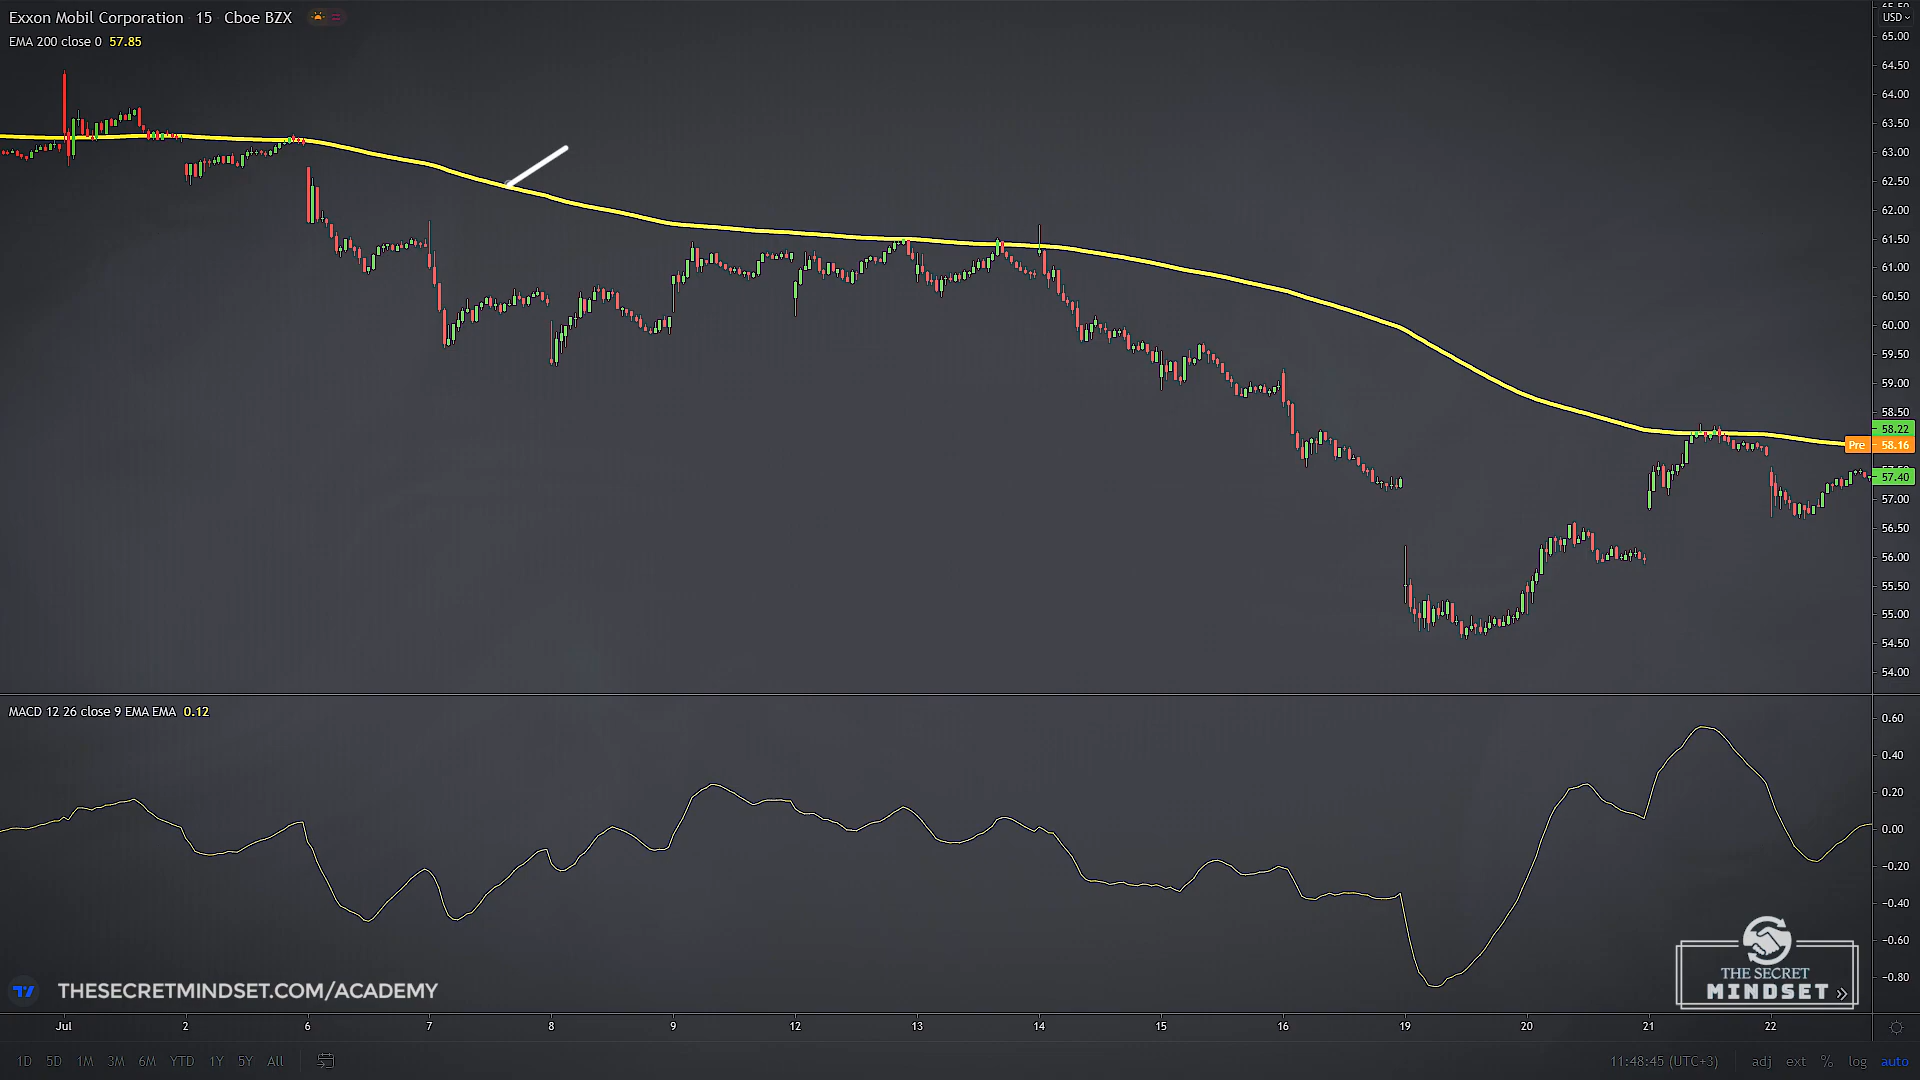 Exxon Mobil Corporation 15 Cboe BZX
EMA 200 close 0 57.85
USD
65.00
64.50
64.00
63.50
63.00
62.50
62.00
61.50
61.00
60.50
60.00
59.50
59.00
58.50
58.22
Pre 58.16
57.40
57.00
56.50
56.00
55.50
55.00
54.50
54.00
MACD 12 26 close 9 EMA EMA 0.12
0.60
0.40
0.20
0.00
−0.20
−0.40
−0.60
−0.80
THE SECRET
MINDSET
THESECRETMINDSET.COM/ACADEMY
Jul 2 6 7 8 9 12 13 14 15 16 19 20 21 22
1D 5D 1M 3M 6M YTD 1Y 5Y All
11:48:45 (UTC+3) adj ext % log auto